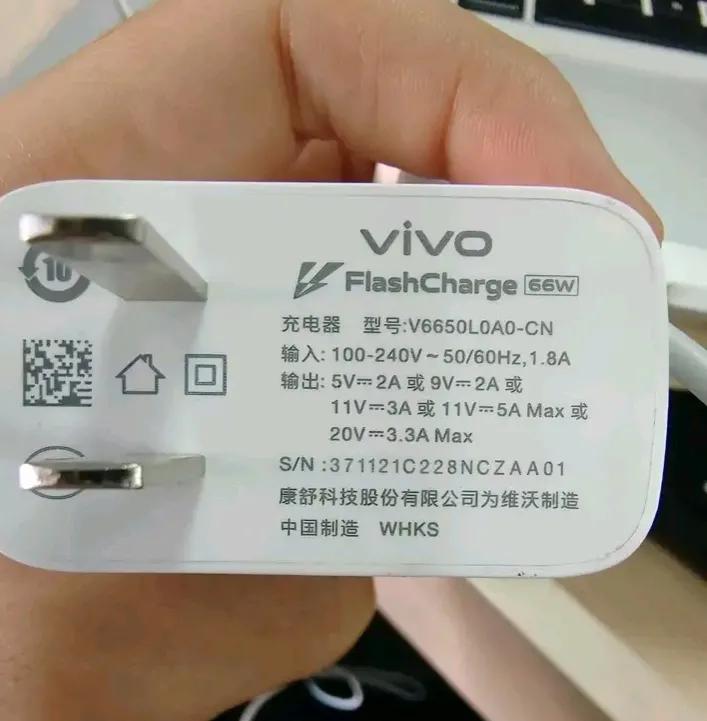 vivo
FlashCharge 66W
充电器 型号:V6650L0A0-CN
输入: 100-240V~50/60Hz,1.8A
输出: 5V⎓2A 或 9V⎓2A 或
11V⎓3A 或 11V⎓5A Max 或
20V⎓3.3A Max
S/N:371121C228NCZAA01
康舒科技股份有限公司为维沃制造
中国制造 WHKS
10